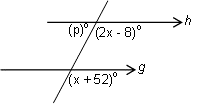 (p)° (2x - 8)° h
(x + 52)° g